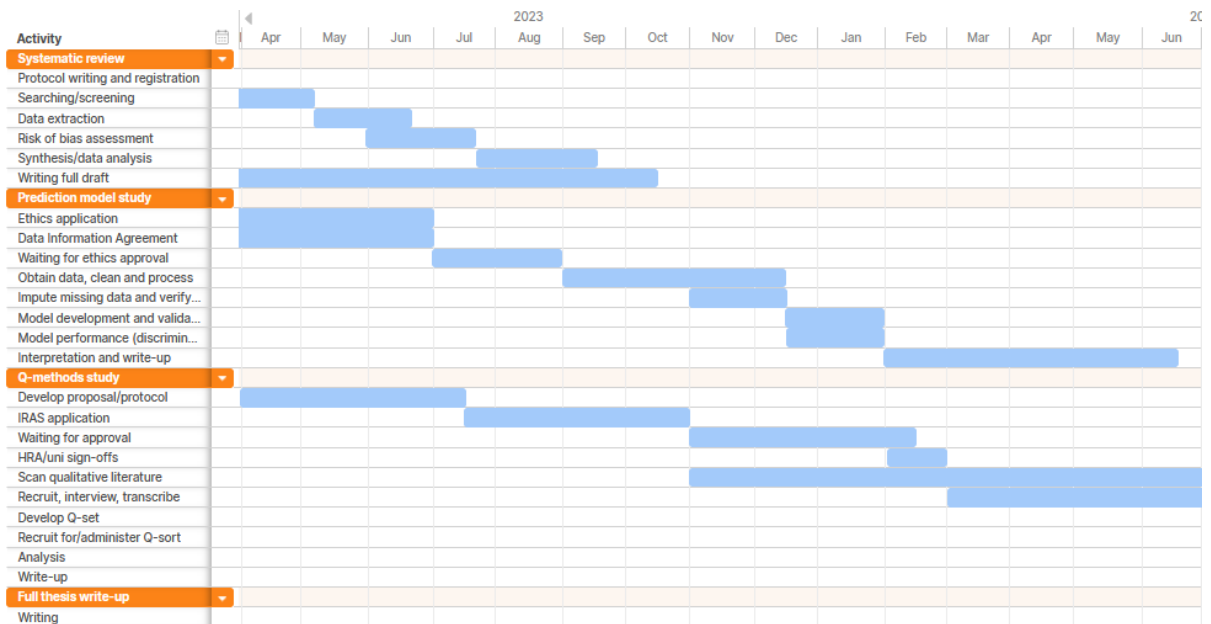 2023 20
Activity Apr May Jun Jul Aug Sep Oct Nov Dec Jan Feb Mar Apr May Jun
Systematic review
Protocol writing and registration
Searching/screening
Data extraction
Risk of bias assessment
Synthesis/data analysis
Writing full draft
Prediction model study
Ethics application
Data Information Agreement
Waiting for ethics approval
Obtain data, clean and process
Impute missing data and verify...
Model development and valida...
Model performance (discrimin...
Interpretation and write-up
Q-methods study
Develop proposal/protocol
IRAS application
Waiting for approval
HRA/uni sign-offs
Scan qualitative literature
Recruit, interview, transcribe
Develop Q-set
Recruit for/administer Q-sort
Analysis
Write-up
Full thesis write-up
Writing